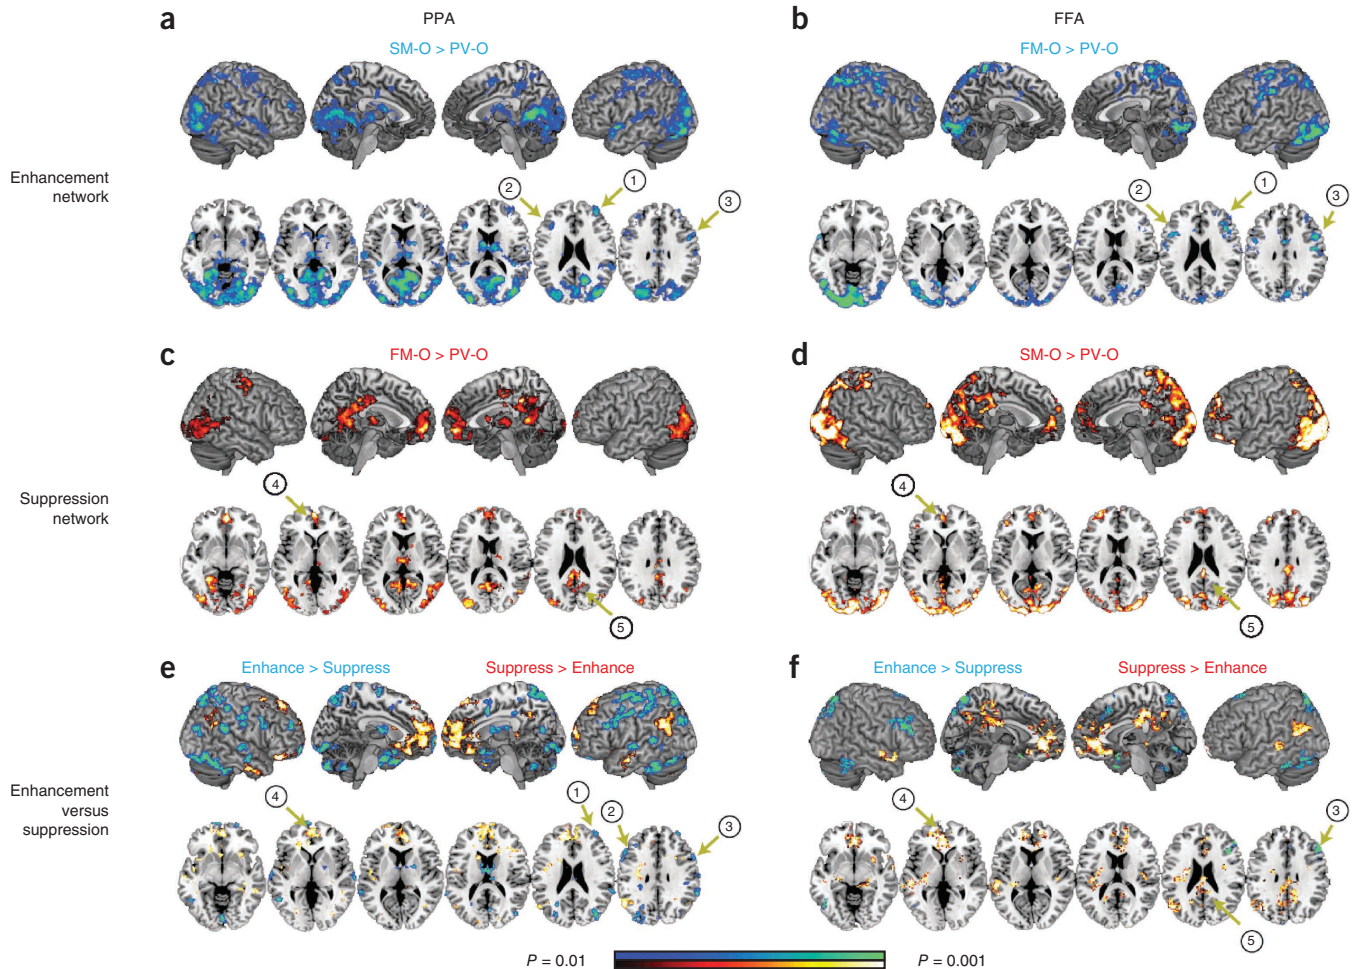 a PPA
SM-O > PV-O
b FFA
FM-O > PV-O
Enhancement
network
2 1 3
2 1 3
c FM-O > PV-O
d SM-O > PV-O
Suppression
network
4
5
4
5
e Enhance > Suppress Suppress > Enhance
f Enhance > Suppress Suppress > Enhance
Enhancement
versus
suppression
4 1 2 3
4 3
5
P = 0.01 P = 0.001